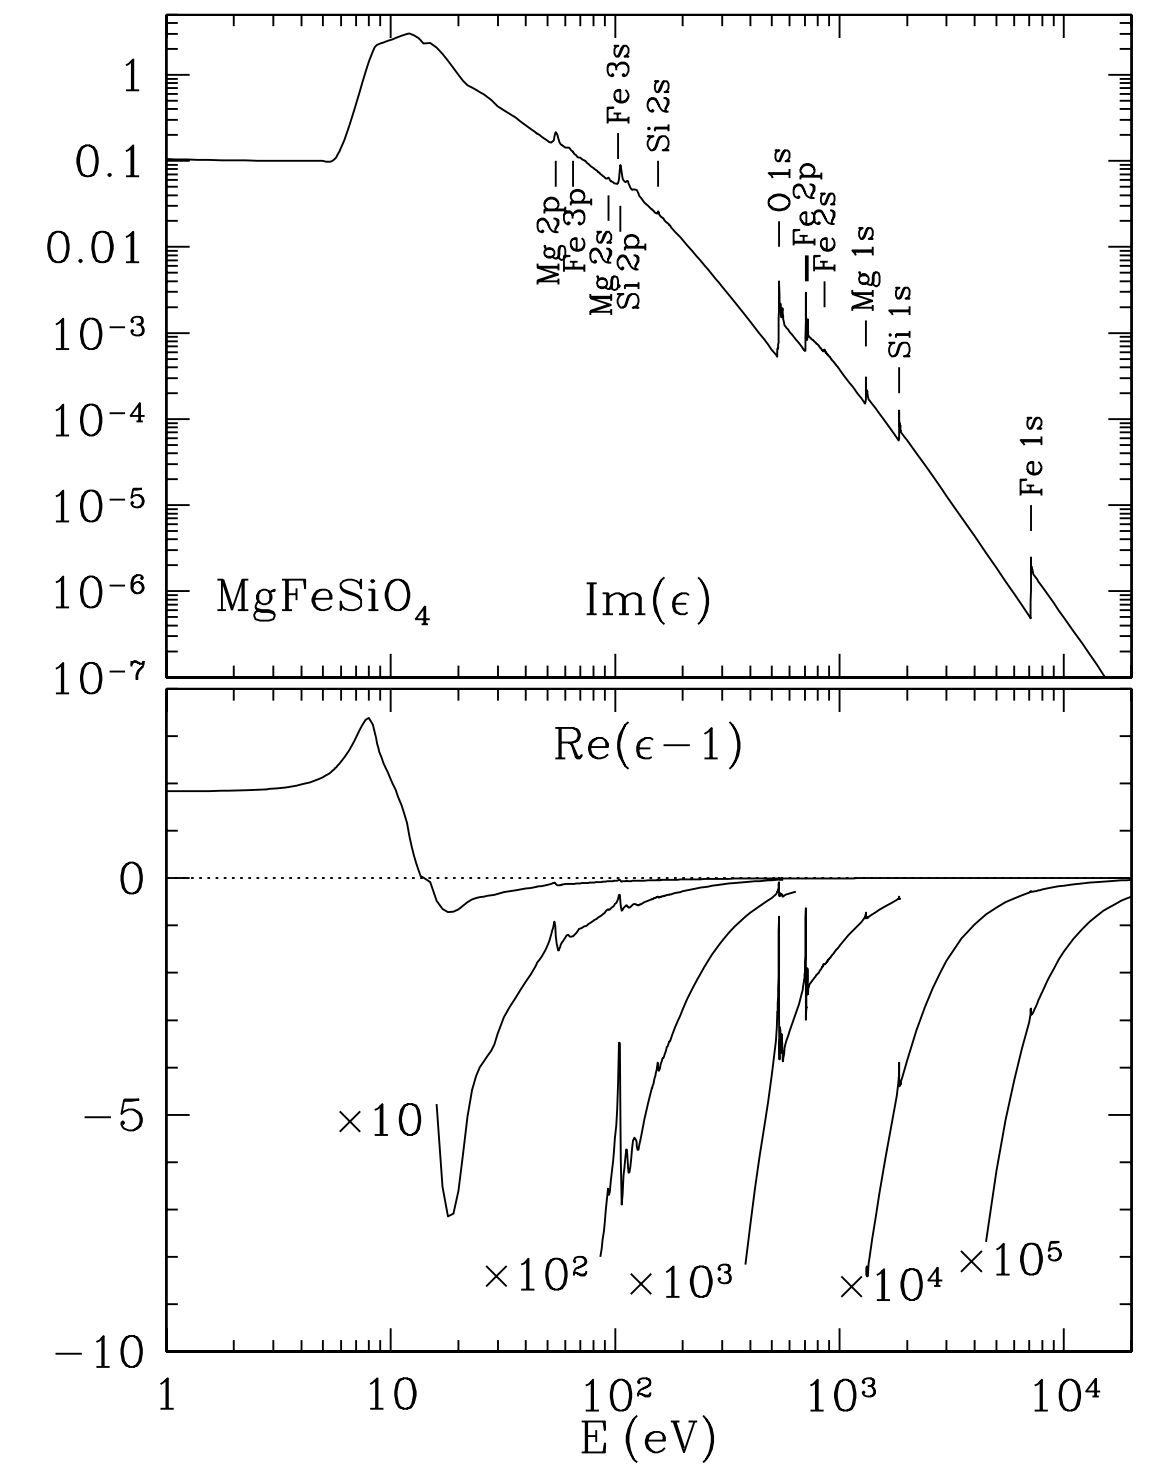 1
0.1
0.01
10⁻³
10⁻⁴
10⁻⁵
10⁻⁶
10⁻⁷
Fe 3s
Si 2s
Mg 2p
Fe 3p
Mg 2s
Si 2p
O 1s
Fe 2p
Fe 2s
Mg 1s
Si 1s
Fe 1s
MgFeSiO₄
Im(ϵ)
Re(ϵ−1)
0
−5
−10
×10
×10²
×10³
×10⁴
×10⁵
1 10 10² 10³ 10⁴
E (eV)